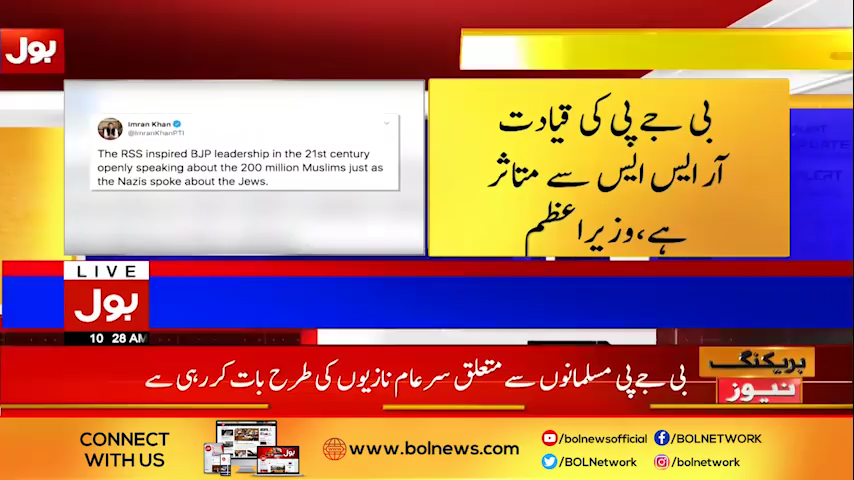 بول
Imran Khan
@ImranKhanPTI
The RSS inspired BJP leadership in the 21st century
openly speaking about the 200 million Muslims just as
the Nazis spoke about the Jews.
بی جے پی کی قیادت
آر ایس ایس سے متاثر
ہے،وزیراعظم
LIVE
بول
10 28 AM
بریکنگ
نیوز
بی جے پی مسلمانوں سے متعلق سرعام نازیوں کی طرح بات کر رہی ہے
CONNECT
WITH US
www.bolnews.com
/bolnewsofficial
/BOLNETWORK
/BOLNetwork
/bolnetwork